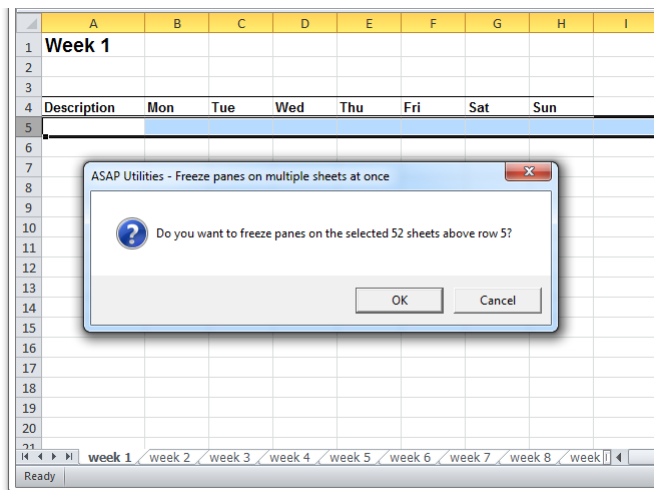 A B C D E F G H I
1 Week 1
2
3
4 Description Mon Tue Wed Thu Fri Sat Sun
5
6
7
ASAP Utilities - Freeze panes on multiple sheets at once
8
9
10
Do you want to freeze panes on the selected 52 sheets above row 5?
11
12
13
OK Cancel
14
15
16
17
18
19
20
21
week 1 week 2 week 3 week 4 week 5 week 6 week 7 week 8 week
Ready